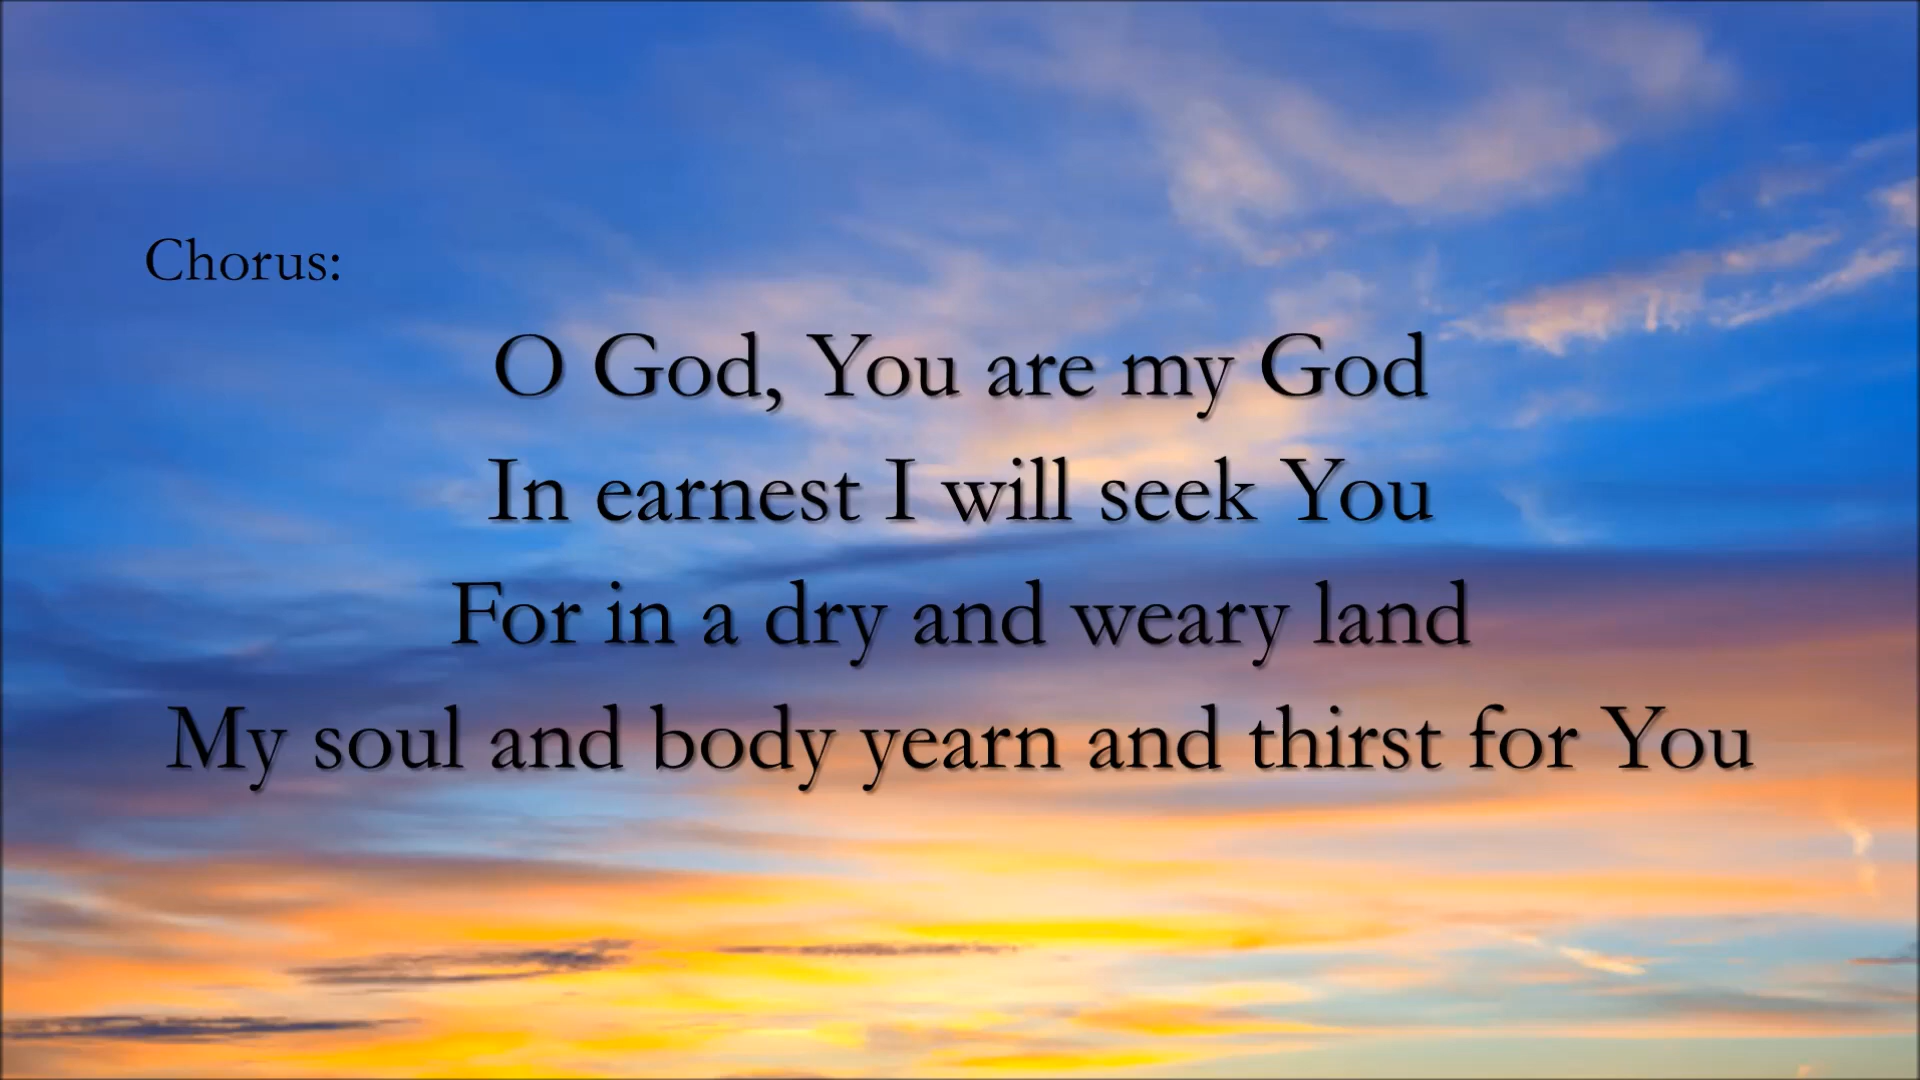 Chorus:
O God, You are my God
In earnest I will seek You
For in a dry and weary land
My soul and body yearn and thirst for You